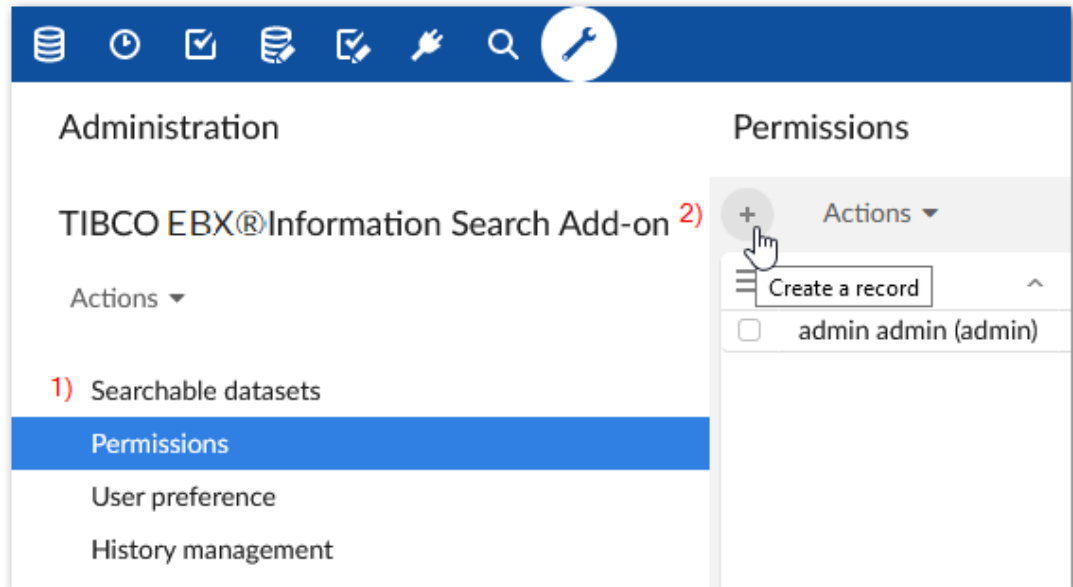 Administration
Permissions
TIBCO EBX®Information Search Add-on 2)
+ Actions
Actions
Create a record
admin admin (admin)
1) Searchable datasets
Permissions
User preference
History management